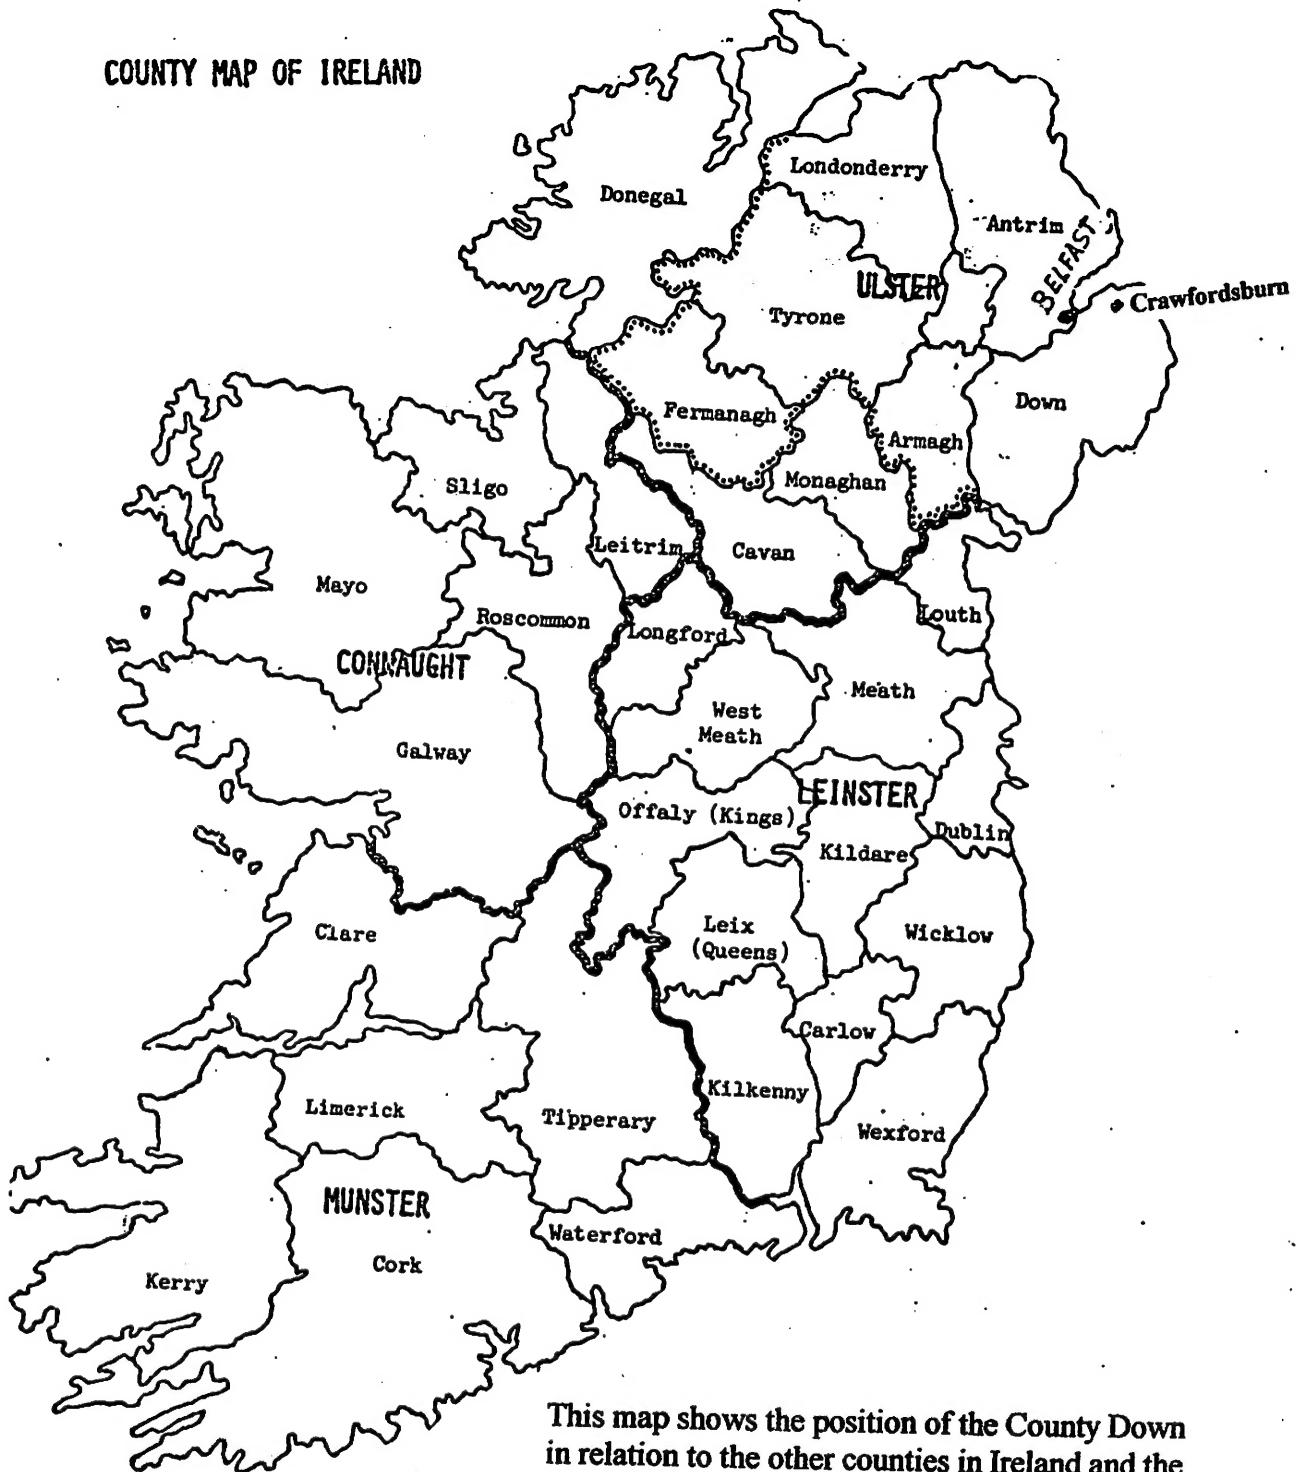 COUNTY MAP OF IRELAND
Londonderry
Donegal
Antrim
BELFAST
ULSTER
Crawfordsburn
Tyrone
Down
Fermanagh
Armagh
Monaghan
Sligo
Leitrim
Cavan
Mayo
Roscommon
Louth
Longford
CONNAUGHT
Meath
West
Meath
Galway
LEINSTER
Offaly (Kings)
Dublin
Kildare
Clare
Leix
(Queens)
Wicklow
Carlow
Kilkenny
Limerick
Tipperary
Wexford
MUNSTER
Waterford
Cork
Kerry
This map shows the position of the County Down
in relation to the other counties in Ireland and the